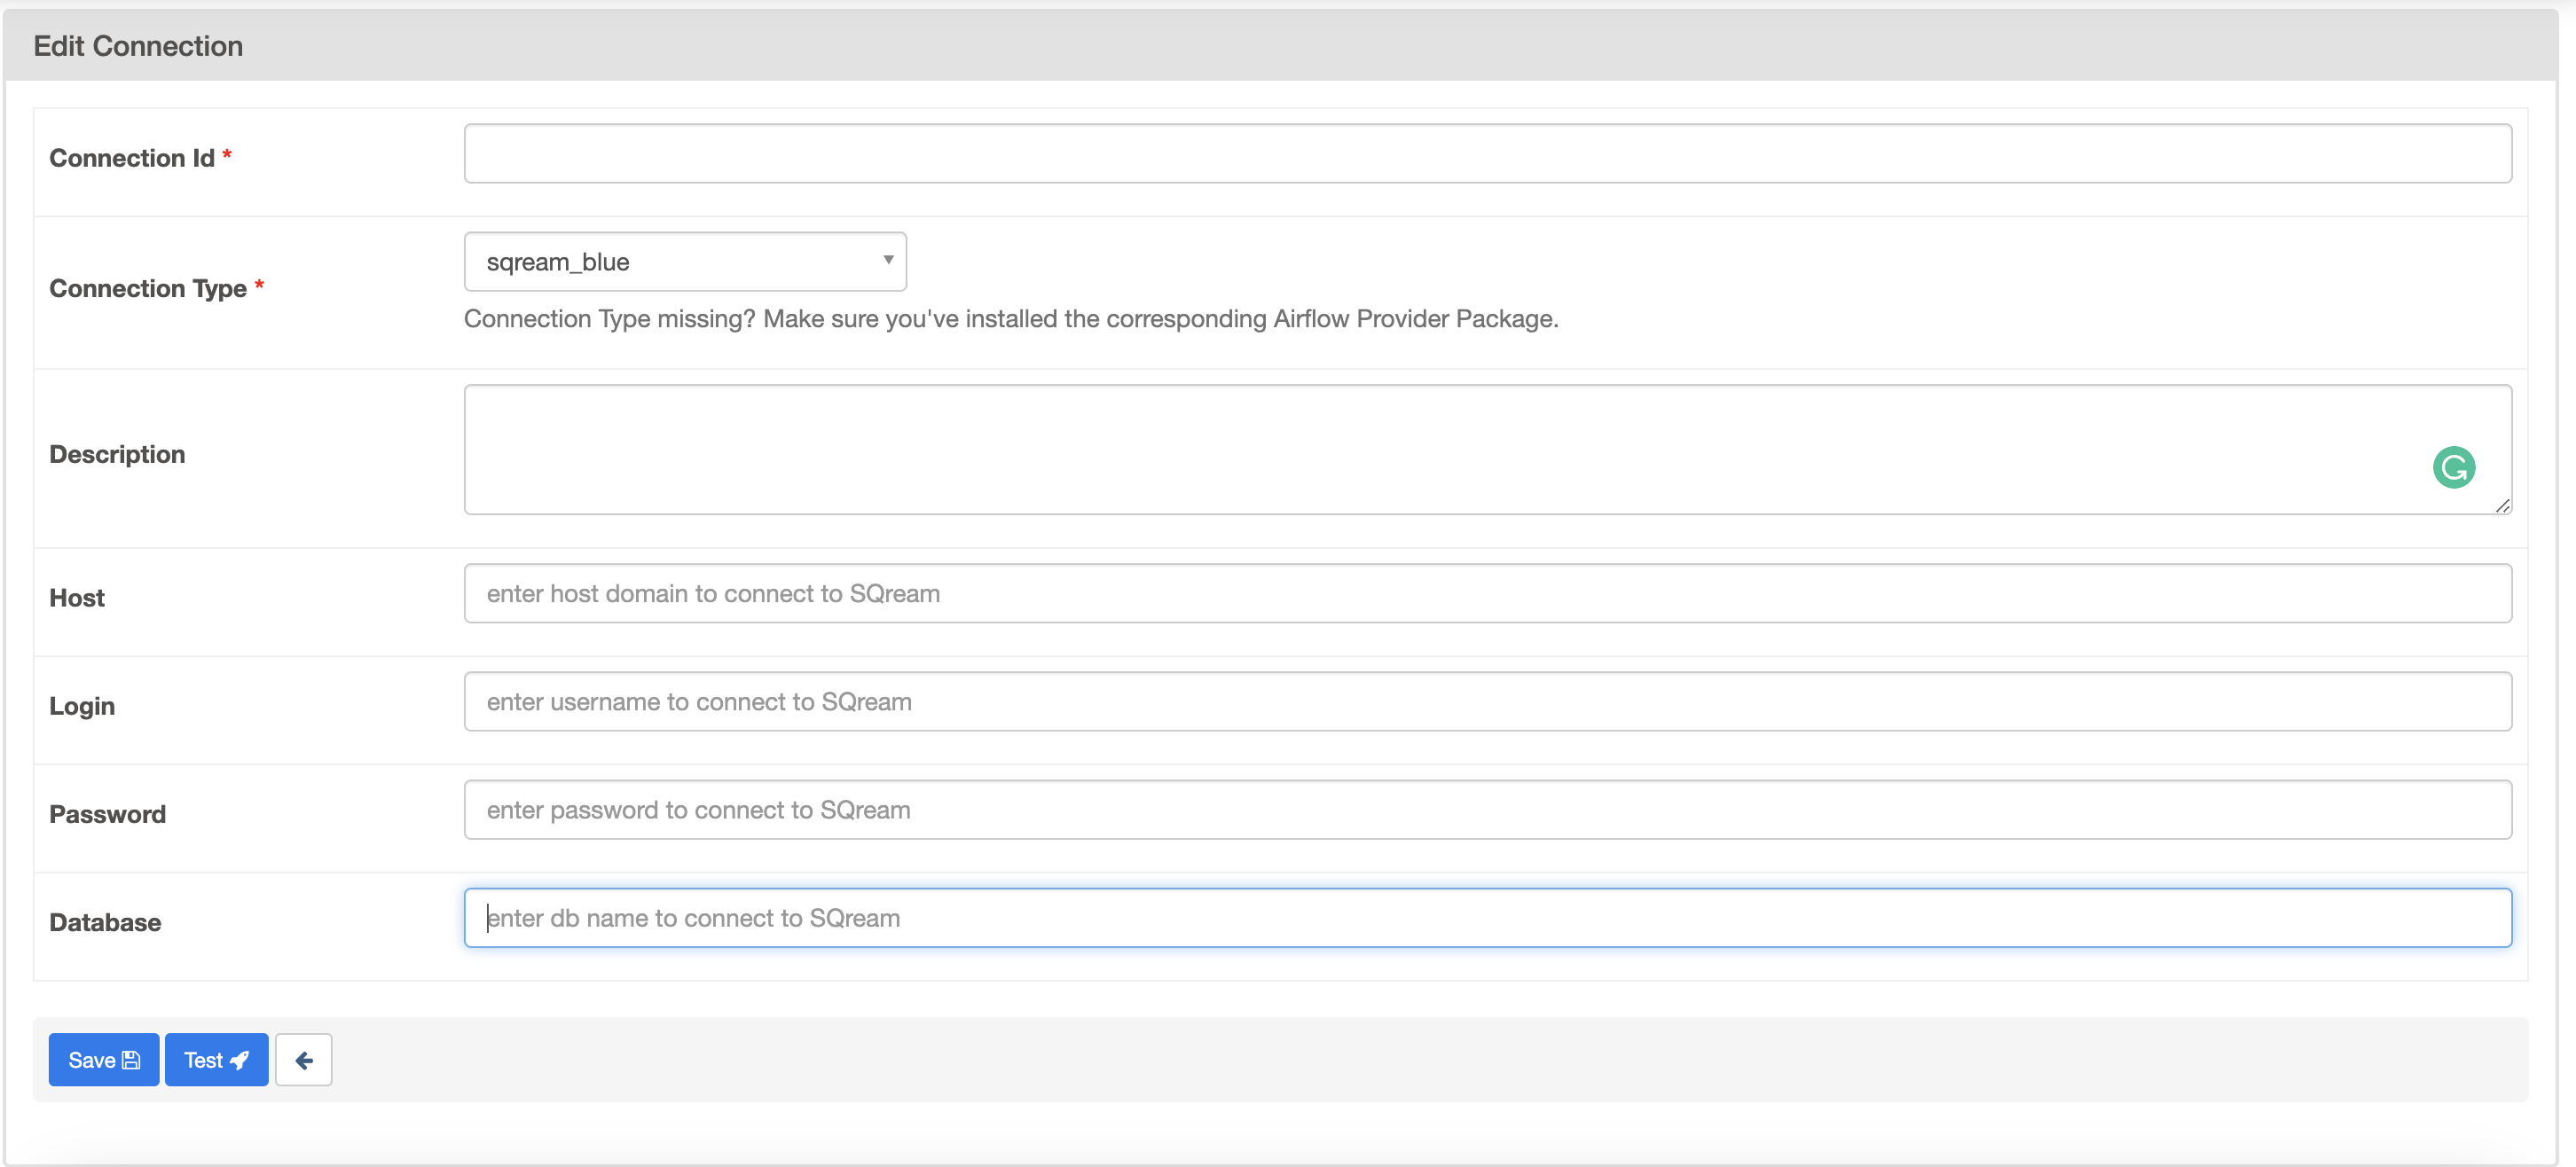 Edit Connection
Connection Id *
Connection Type *
sqream_blue
Connection Type missing? Make sure you've installed the corresponding Airflow Provider Package.
Description
Host
enter host domain to connect to SQream
Login
enter username to connect to SQream
Password
enter password to connect to SQream
Database
enter db name to connect to SQream
Save Test